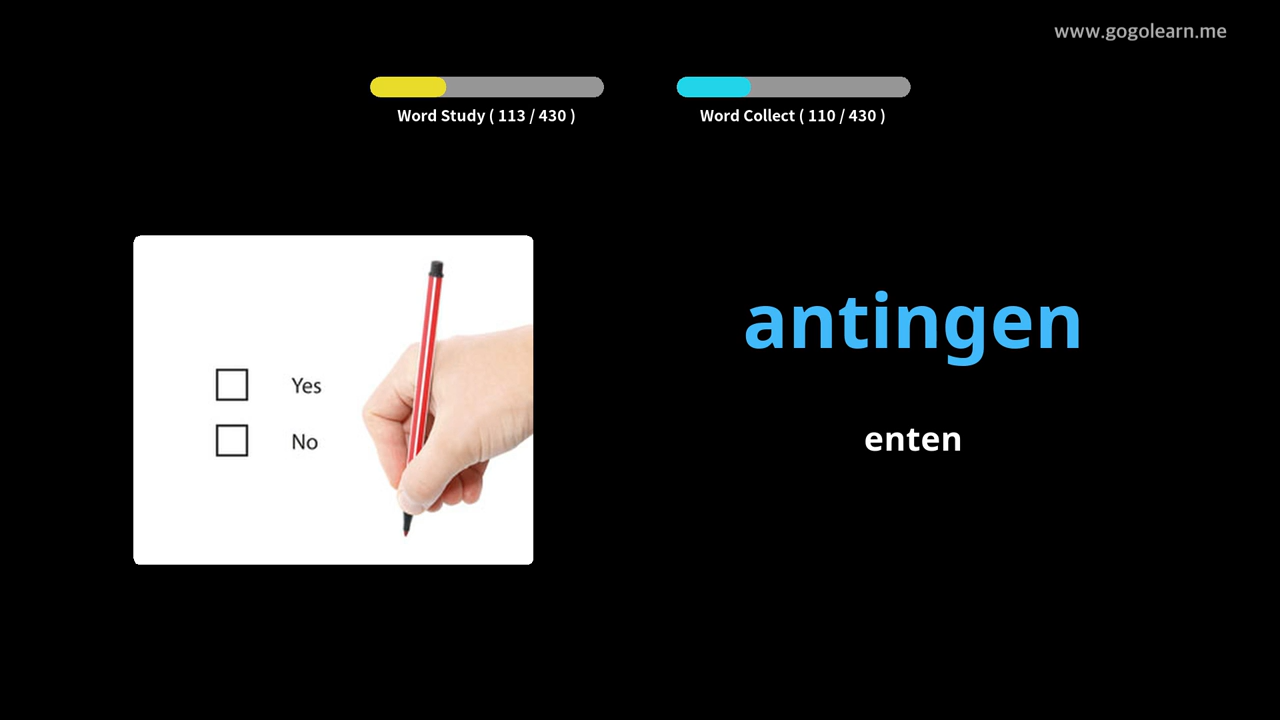 www.gogolearn.me
Word Study ( 113 / 430 )
Word Collect ( 110 / 430 )
Yes
No
antingen
enten